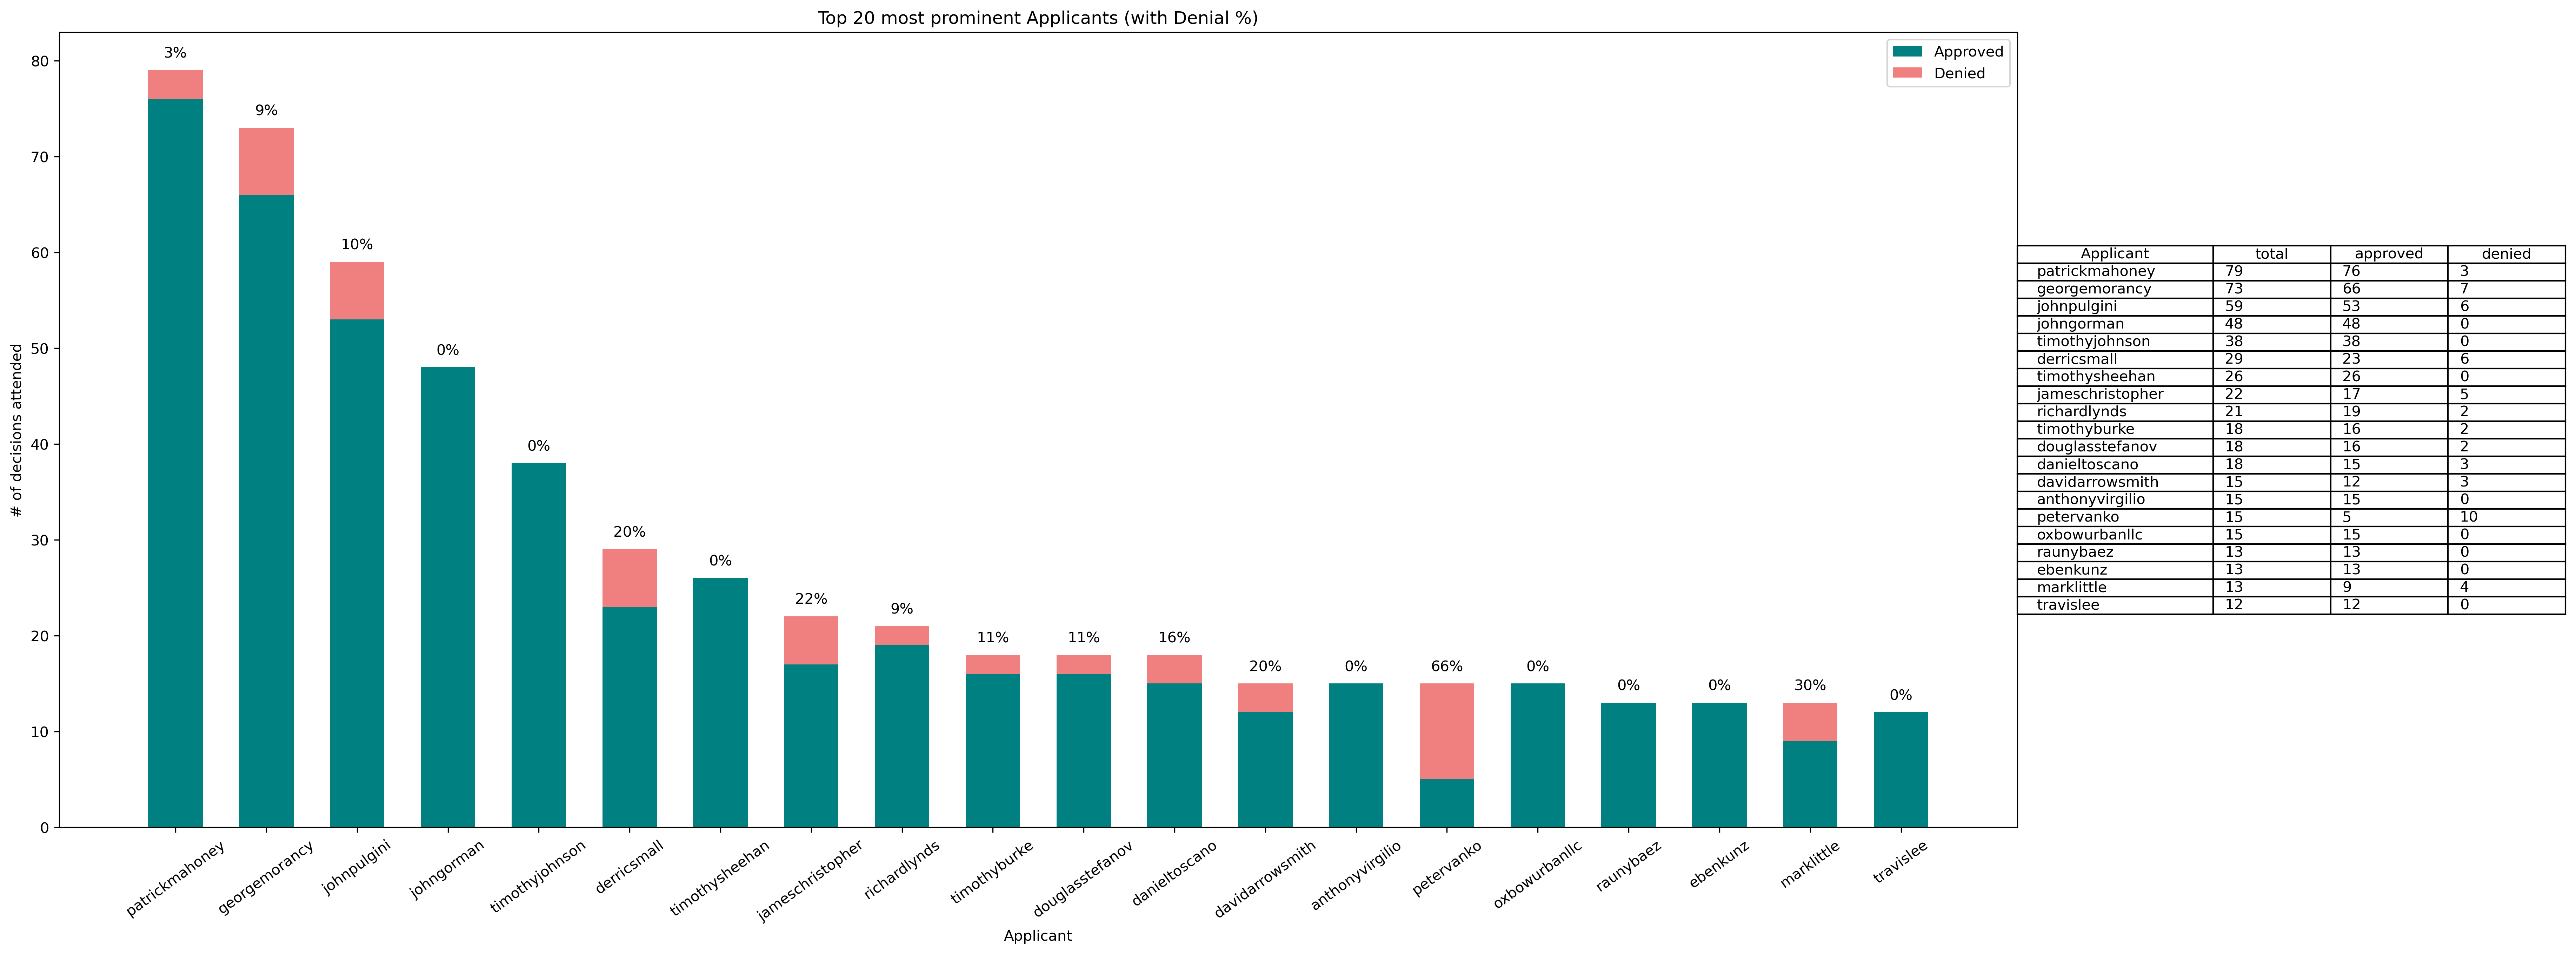 Top 20 most prominent Applicants (with Denial %)
Approved
Denied
# of decisions attended
80
70
60
50
40
30
20
10
0
3%
9%
10%
0%
0%
20%
0%
22%
9%
11%
11%
16%
20%
0%
66%
0%
0%
0%
30%
0%
patrickmahoney
georgemorancy
johnpulgini
johngorman
timothyjohnson
derricsmall
timothysheehan
jameschristopher
richardlynds
timothyburke
douglasstefanov
danieltoscano
davidarrowsmith
anthonyvirgilio
petervanko
oxbowurbanllc
raunybaez
ebenkunz
marklittle
travislee
Applicant
Applicant total approved denied
patrickmahoney 79 76 3
georgemorancy 73 66 7
johnpulgini 59 53 6
johngorman 48 48 0
timothyjohnson 38 38 0
derricsmall 29 23 6
timothysheehan 26 26 0
jameschristopher 22 17 5
richardlynds 21 19 2
timothyburke 18 16 2
douglasstefanov 18 16 2
danieltoscano 18 15 3
davidarrowsmith 15 12 3
anthonyvirgilio 15 15 0
petervanko 15 5 10
oxbowurbanllc 15 15 0
raunybaez 13 13 0
ebenkunz 13 13 0
marklittle 13 9 4
travislee 12 12 0